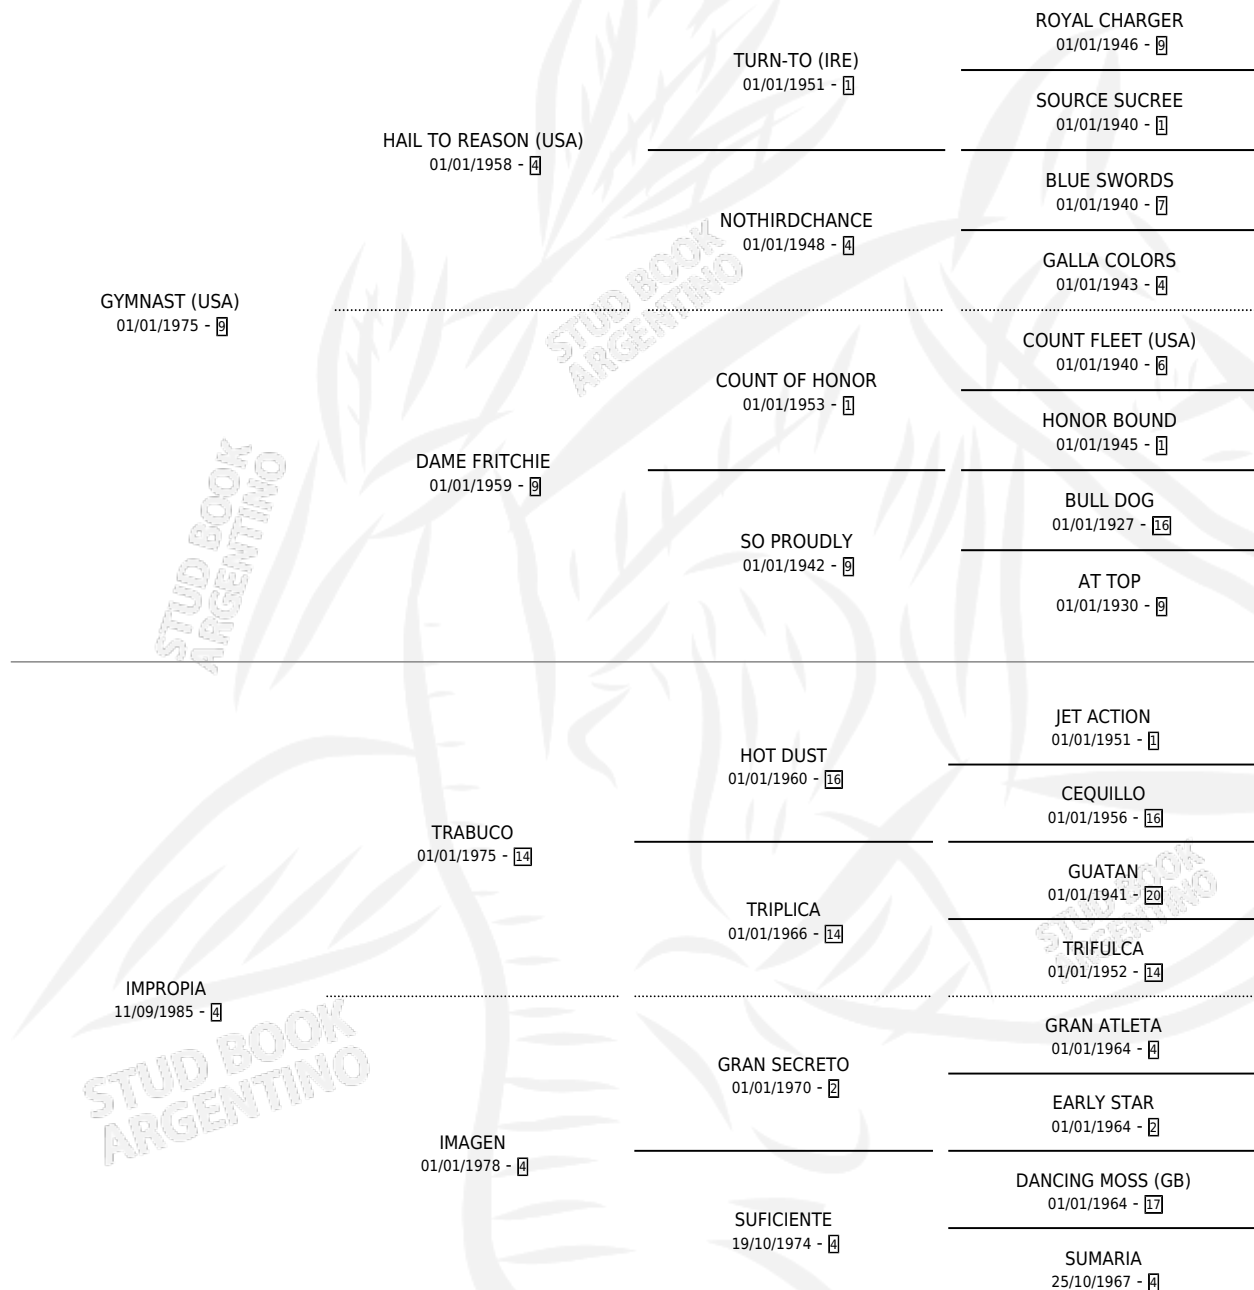 ROYAL CHARGER
01/01/1946 - 9
TURN-TO (IRE)
01/01/1951 - 1
SOURCE SUCREE
01/01/1940 - 1
HAIL TO REASON (USA)
01/01/1958 - 4
BLUE SWORDS
01/01/1940 - 7
NOTHIRDCHANCE
01/01/1948 - 4
GALLA COLORS
01/01/1943 - 4
GYMNAST (USA)
01/01/1975 - 9
COUNT FLEET (USA)
01/01/1940 - 6
COUNT OF HONOR
01/01/1953 - 1
HONOR BOUND
01/01/1945 - 1
DAME FRITCHIE
01/01/1959 - 9
BULL DOG
01/01/1927 - 16
SO PROUDLY
01/01/1942 - 9
AT TOP
01/01/1930 - 9
JET ACTION
01/01/1951 - 1
HOT DUST
01/01/1960 - 16
CEQUILLO
01/01/1956 - 16
TRABUCO
01/01/1975 - 14
GUATAN
01/01/1941 - 20
TRIPLICA
01/01/1966 - 14
TRIFULCA
01/01/1952 - 14
IMPROPIA
11/09/1985 - 4
GRAN ATLETA
01/01/1964 - 4
GRAN SECRETO
01/01/1970 - 2
EARLY STAR
01/01/1964 - 2
IMAGEN
01/01/1978 - 4
DANCING MOSS (GB)
01/01/1964 - 17
SUFICIENTE
19/10/1974 - 4
SUMARIA
25/10/1967 - 4
STUD BOOK
ARGENTINO
STUD BOOK
ARGENTINO
STUD BOOK
ARGENTINO
STUD BOOK
ARGENTINO